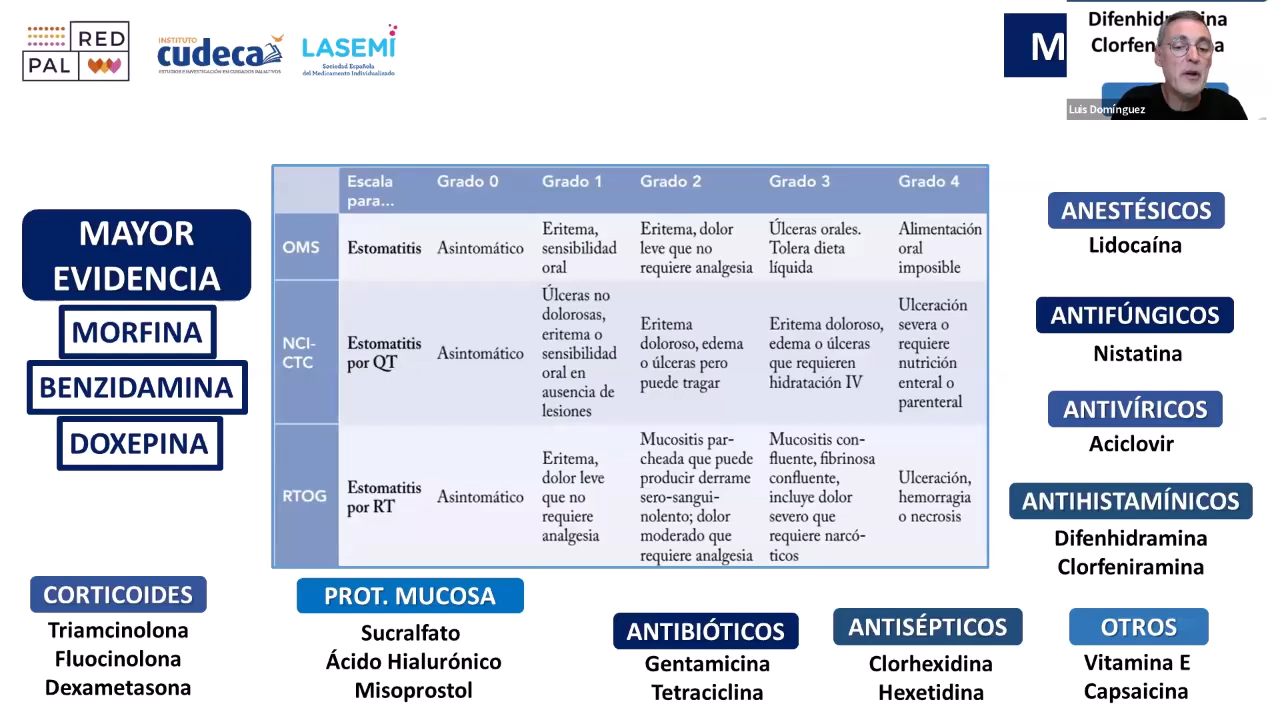 RED
PAL
INSTITUTO
cudeca
ESTUDIOS E INVESTIGACIÓN EN CUIDADOS PALIATIVOS
LASEMI
Sociedad Española
del Medicamento Individualizado
M
Luis Domínguez
MAYOR
EVIDENCIA
MORFINA
BENZIDAMINA
DOXEPINA
Escala
para...
Grado 0
Grado 1
Grado 2
Grado 3
Grado 4
OMS
Estomatitis
Asintomático
Eritema,
sensibilidad
oral
Eritema, dolor
leve que no
requiere analgesia
Úlceras orales.
Tolera dieta
líquida
Alimentación
oral
imposible
NCI-
CTC
Estomatitis
por QT
Asintomático
Úlceras no
dolorosas,
eritema o
sensibilidad
oral en
ausencia de
lesiones
Eritema
doloroso, edema
o úlceras pero
puede tragar
Eritema doloroso,
edema o úlceras
que requieren
hidratación IV
Ulceración
severa o
requiere
nutrición
enteral o
parenteral
RTOG
Estomatitis
por RT
Asintomático
Eritema,
dolor leve
que no
requiere
analgesia
Mucositis par-
cheada que puede
producir derrame
sero-sangui-
nolento; dolor
moderado que
requiere analgesia
Mucositis con-
fluente, fibrinosa
confluente,
incluye dolor
severo que
requiere narcó-
ticos
Ulceración,
hemorragia
o necrosis
ANESTÉSICOS
Lidocaína
ANTIFÚNGICOS
Nistatina
ANTIVÍRICOS
Aciclovir
ANTIHISTAMÍNICOS
Difenhidramina
Clorfeniramina
CORTICOIDES
Triamcinolona
Fluocinolona
Dexametasona
PROT. MUCOSA
Sucralfato
Ácido Hialurónico
Misoprostol
ANTIBIÓTICOS
Gentamicina
Tetraciclina
ANTISÉPTICOS
Clorhexidina
Hexetidina
OTROS
Vitamina E
Capsaicina